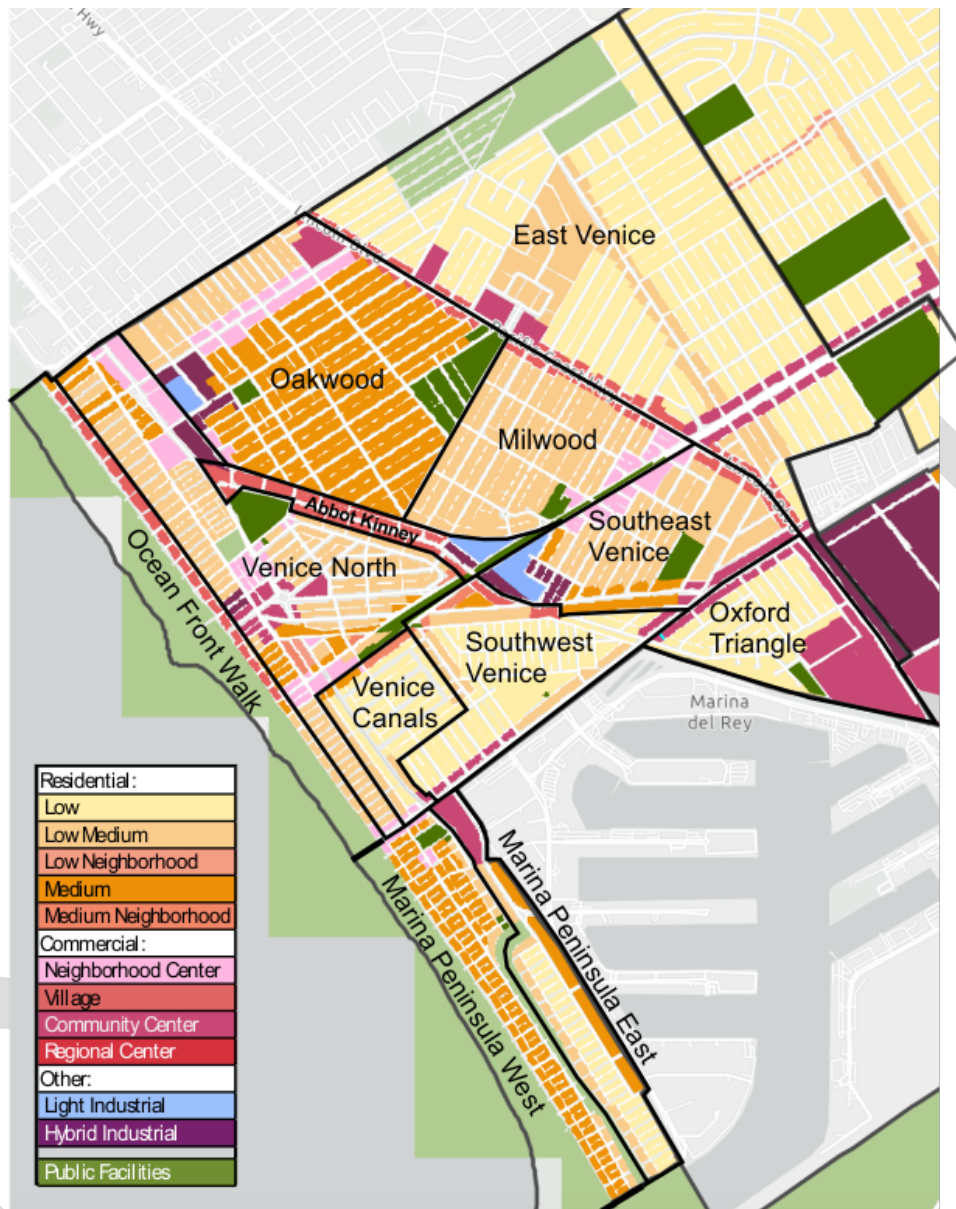 Hwy
East Venice
Oakwood
Milwood
Abbot Kinney
Southeast
Venice
Venice North
Oxford
Triangle
Southwest
Venice
Venice
Canals
Ocean Front Walk
Marina
del Rey
Marina Peninsula East
Marina Peninsula West
Residential:
Low
Low Medium
Low Neighborhood
Medium
Medium Neighborhood
Commercial:
Neighborhood Center
Village
Community Center
Regional Center
Other:
Light Industrial
Hybrid Industrial
Public Facilities